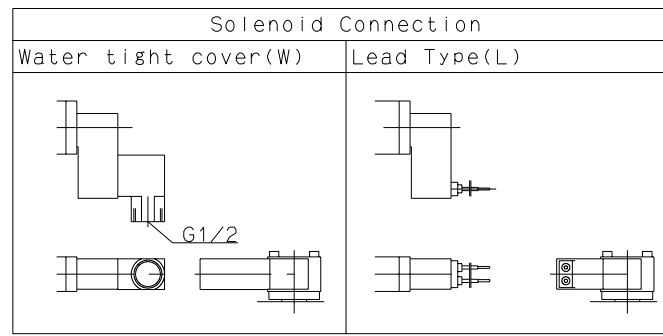 Solenoid Connection
Water tight cover(W)
Lead Type(L)
G1/2